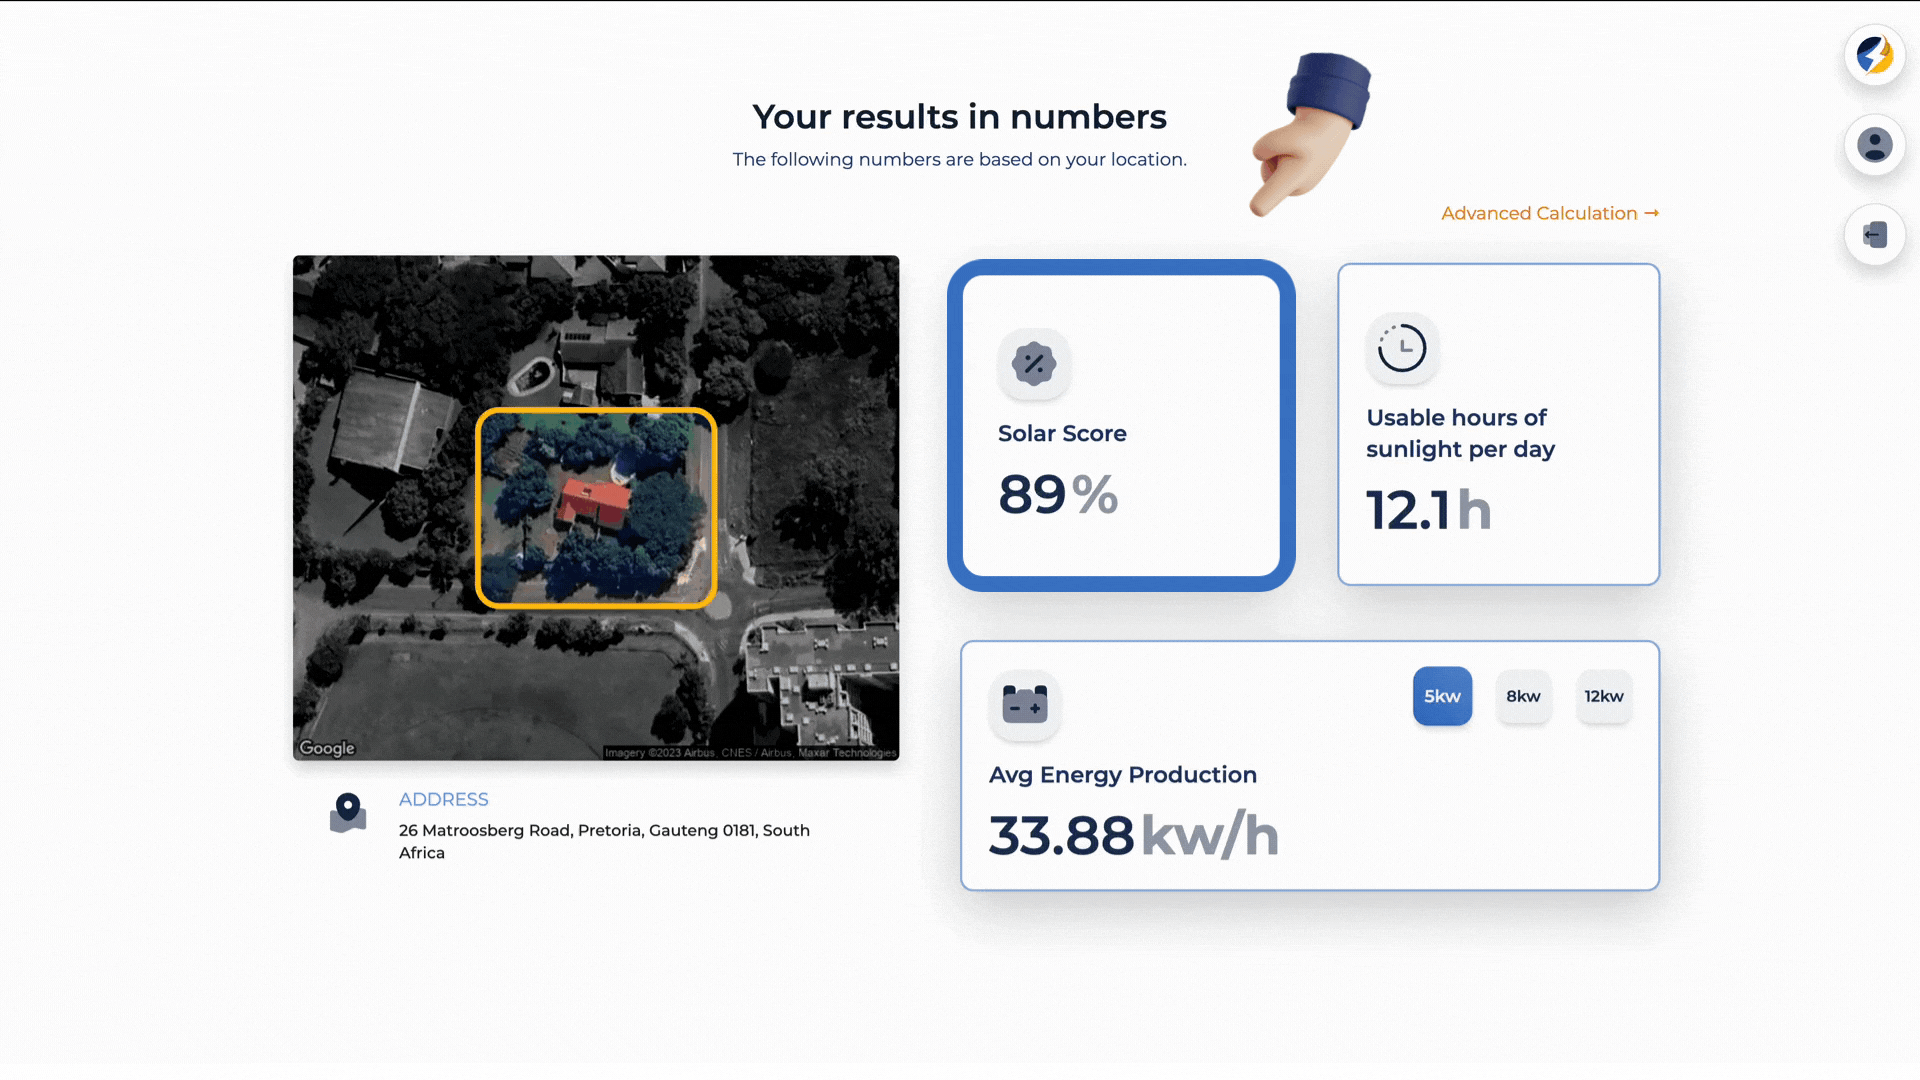 Your results in numbers
The following numbers are based on your location.
Advanced Calculation →
Google
Imagery ©2023 Airbus, CNES / Airbus, Maxar Technologies
ADDRESS
26 Matroosberg Road, Pretoria, Gauteng 0181, South
Africa
Solar Score
89%
Usable hours of
sunlight per day
12.1h
5kw
8kw
12kw
Avg Energy Production
33.88kw/h